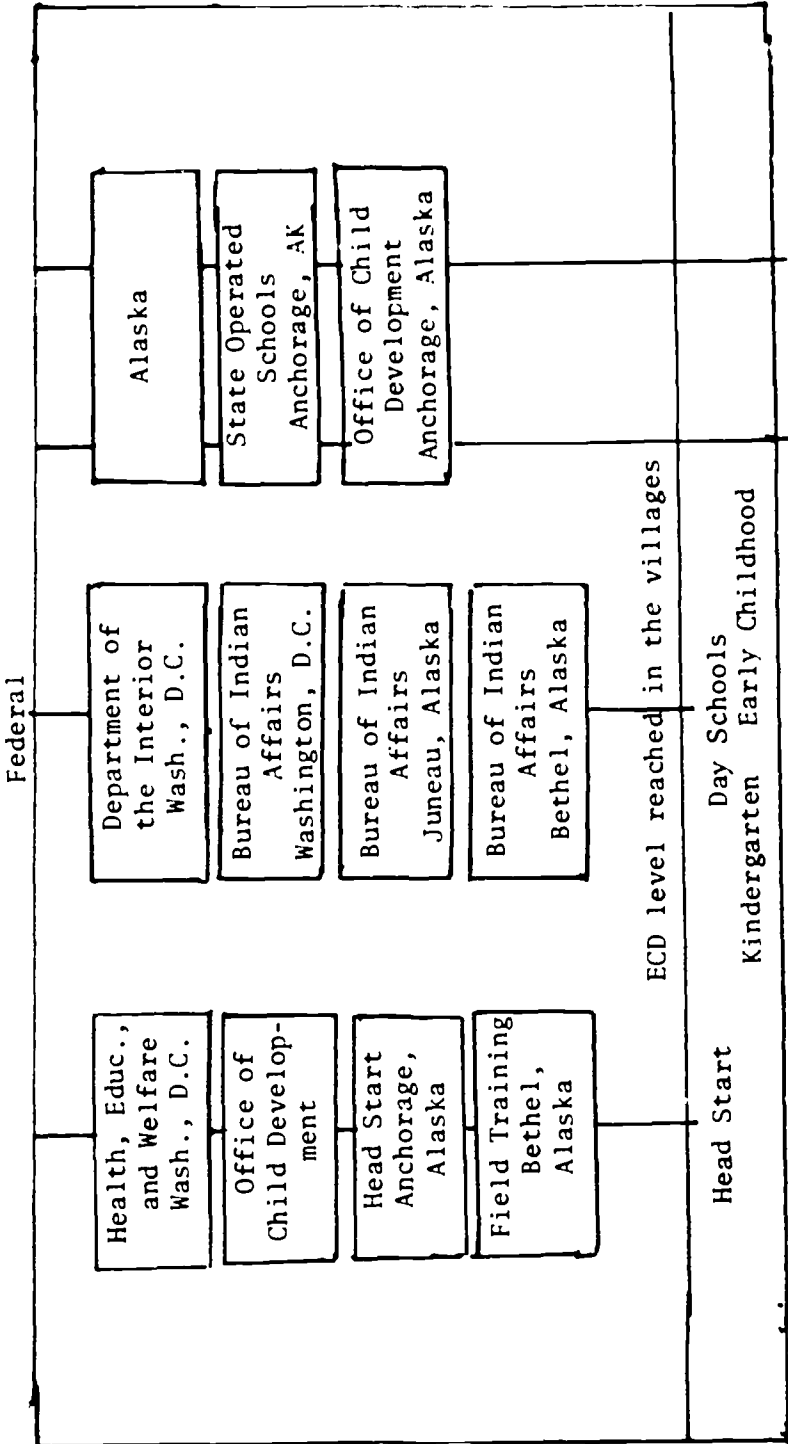 Federal
Health, Educ.,
and Welfare
Wash., D.C.
Office of
Child Develop-
ment
Head Start
Anchorage,
Alaska
Field Training
Bethel,
Alaska
Department of
the Interior
Wash., D.C.
Bureau of Indian
Affairs
Washington, D.C.
Bureau of Indian
Affairs
Juneau, Alaska
Bureau of Indian
Affairs
Bethel, Alaska
Alaska
State Operated
Schools
Anchorage, AK
Office of Child
Development
Anchorage, Alaska
ECD level reached in the villages
Head Start
Day Schools
Kindergarten Early Childhood